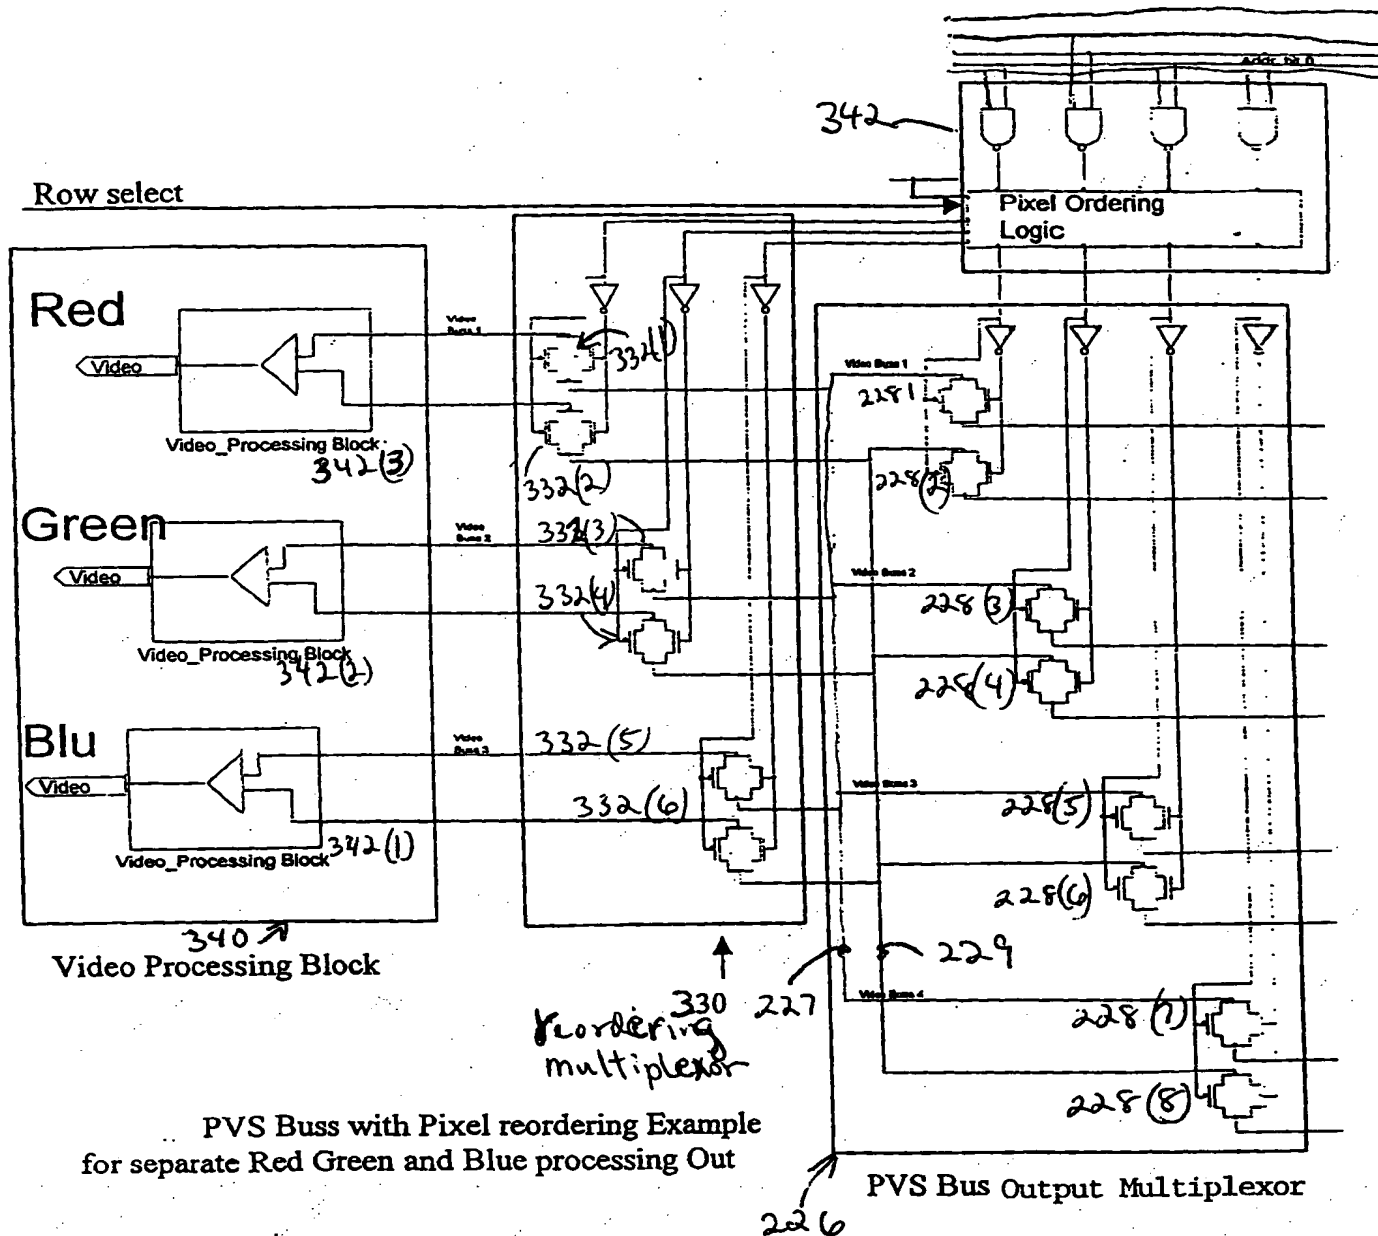 Addr_bit_0
342
Row select
Pixel Ordering
Logic
Red
Video
Buss 1
332(1)
Video
Video Buss 1
2281
Video_Processing Block
342(3)
332(2)
228(2)
Green
Video
Buss 2
332(3)
Video
Video Buss 2
332(4)
228(3)
Video_Processing Block
342(2)
228(4)
Blu
Video
Buss 3
332(5)
Video
Video Buss 3
332(6)
228(5)
Video_Processing Block
342(1)
228(6)
340
Video Processing Block
229
330
227
Video Buss 4
228(7)
reordering
multiplexor
228(8)
PVS Buss with Pixel reordering Example
for separate Red Green and Blue processing Out
PVS Bus Output Multiplexor
226